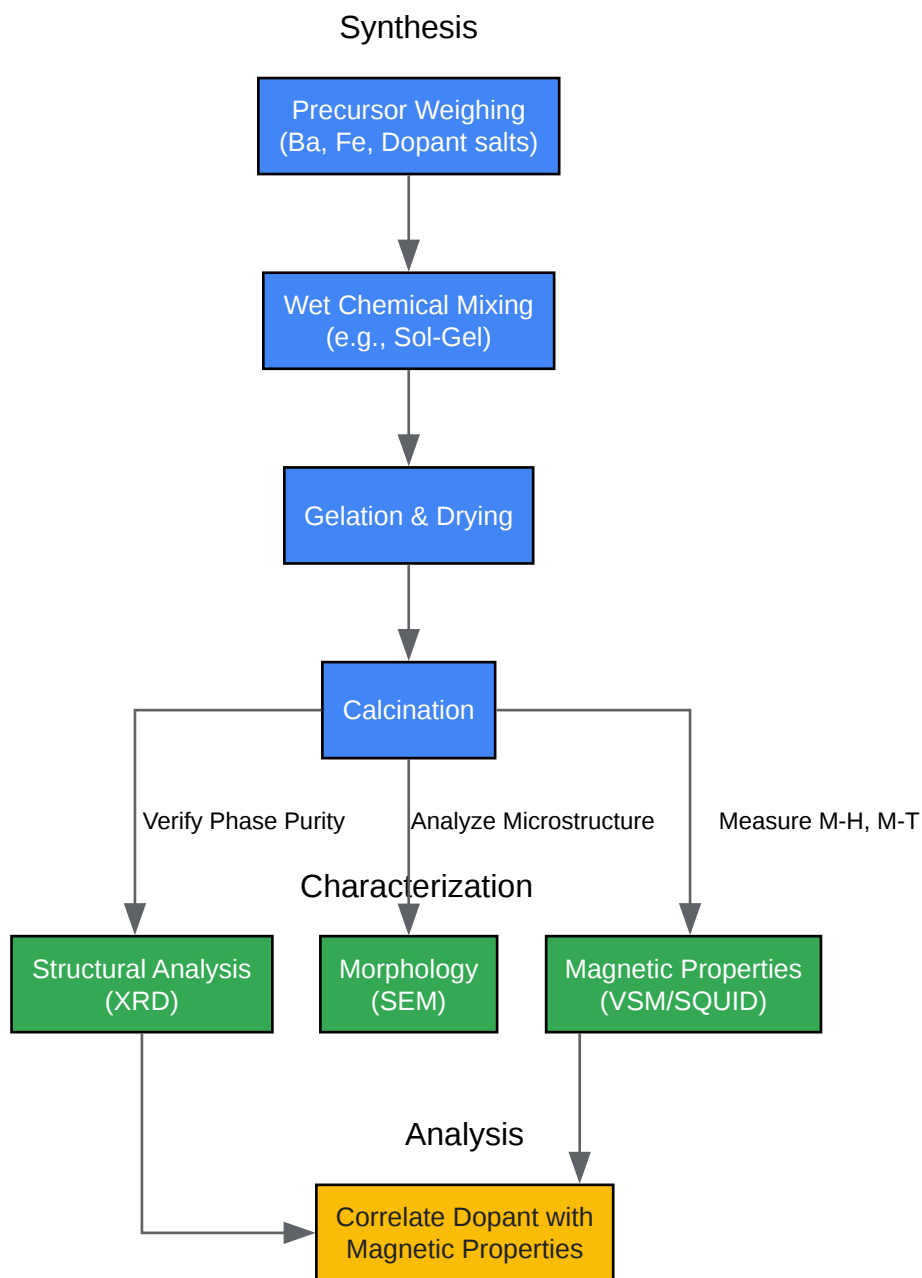 Synthesis
Precursor Weighing
(Ba, Fe, Dopant salts)
Wet Chemical Mixing
(e.g., Sol-Gel)
Gelation & Drying
Calcination
Verify Phase Purity
Analyze Microstructure
Measure M-H, M-T
Characterization
Structural Analysis
(XRD)
Morphology
(SEM)
Magnetic Properties
(VSM/SQUID)
Analysis
Correlate Dopant with
Magnetic Properties